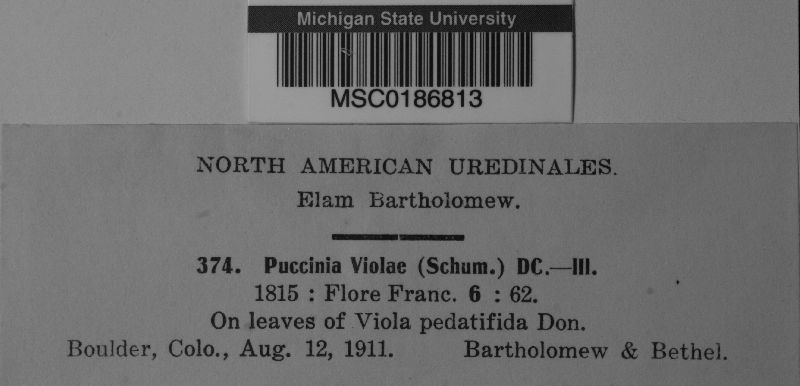 Michigan State University
MSC0186813
NORTH AMERICAN UREDINALES.
Elam Bartholomew.
374. Puccinia Violae (Schum.) DC.—III.
1815 : Flore Franc. 6 : 62.
On leaves of Viola pedatifida Don.
Boulder, Colo., Aug. 12, 1911. Bartholomew & Bethel.